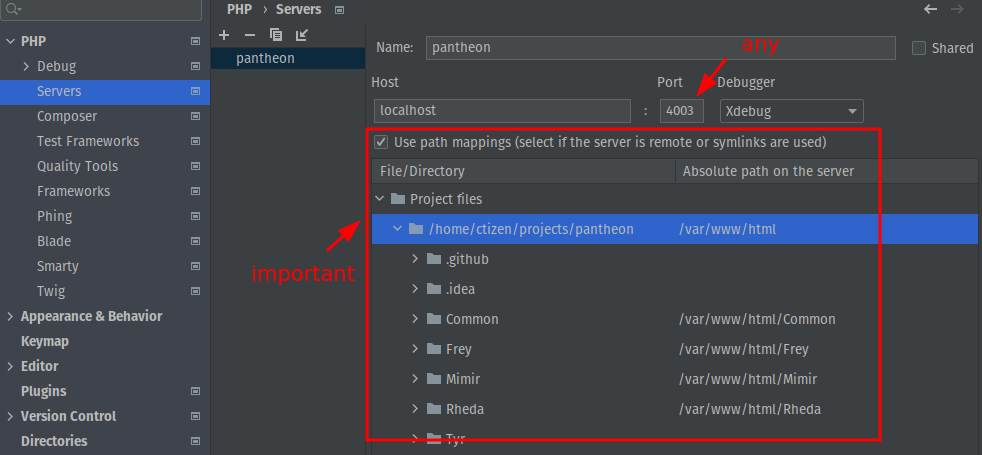 PHP › Servers
PHP
Debug
Servers
Composer
Test Frameworks
Quality Tools
Frameworks
Phing
Blade
Smarty
Twig
Appearance & Behavior
Keymap
Editor
Plugins
Version Control
Directories
pantheon
Name: pantheon Shared
any
Host Port Debugger
localhost : 4003 Xdebug
Use path mappings (select if the server is remote or symlinks are used)
File/Directory Absolute path on the server
Project files
/home/ctizen/projects/pantheon /var/www/html
important
.github
.idea
Common /var/www/html/Common
Frey /var/www/html/Frey
Mimir /var/www/html/Mimir
Rheda /var/www/html/Rheda
Tyr